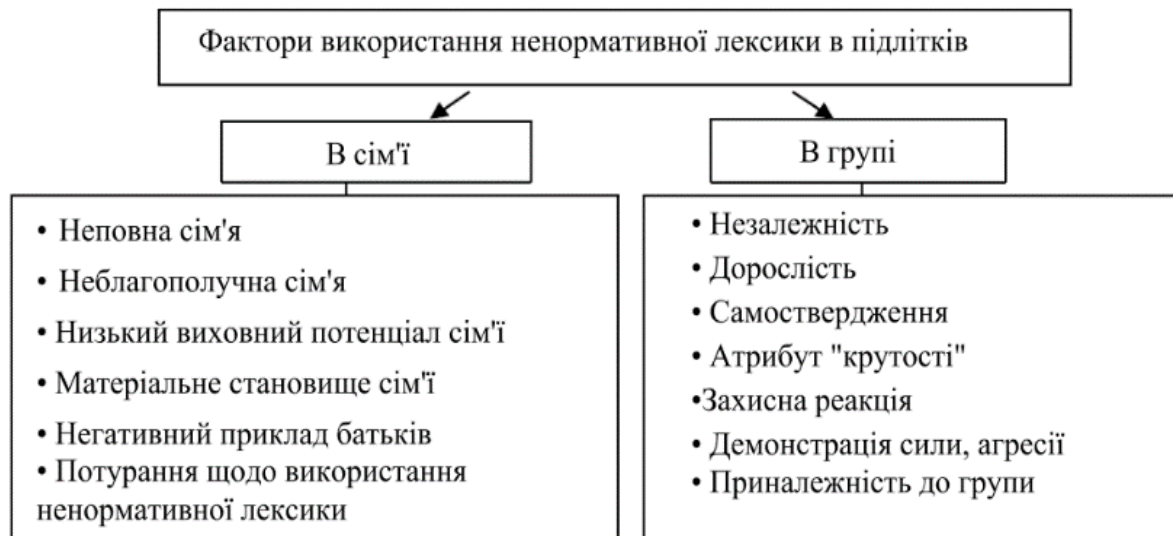 Фактори використання ненормативної лексики в підлітків
В сім'ї
• Неповна сім'я
• Неблагополучна сім'я
• Низький виховний потенціал сім'ї
• Матеріальне становище сім'ї
• Негативний приклад батьків
• Потурання щодо використання
ненормативної лексики
В групі
• Незалежність
• Дорослість
• Самоствердження
• Атрибут "крутості"
•Захисна реакція
• Демонстрація сили, агресії
• Приналежність до групи